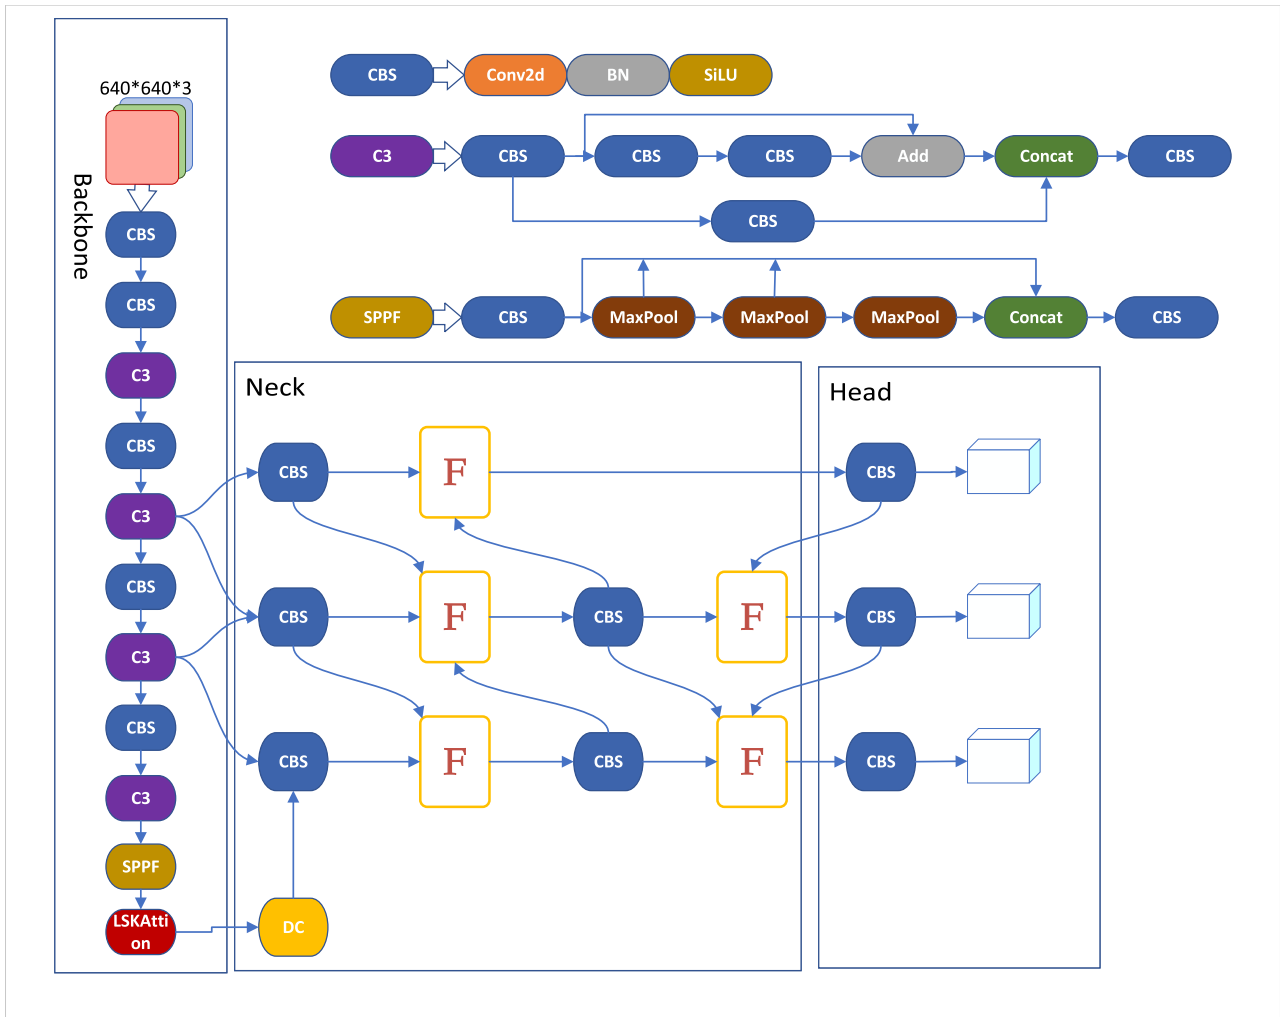 640*640*3
Backbone
CBS
CBS
C3
CBS
C3
CBS
C3
CBS
C3
SPPF
LSKAtti
on
CBS Conv2d BN SiLU
C3 CBS CBS CBS Add Concat CBS
CBS
SPPF CBS MaxPool MaxPool MaxPool Concat CBS
Neck
CBS F
CBS F CBS F
CBS F CBS F
DC
Head
CBS
CBS
CBS